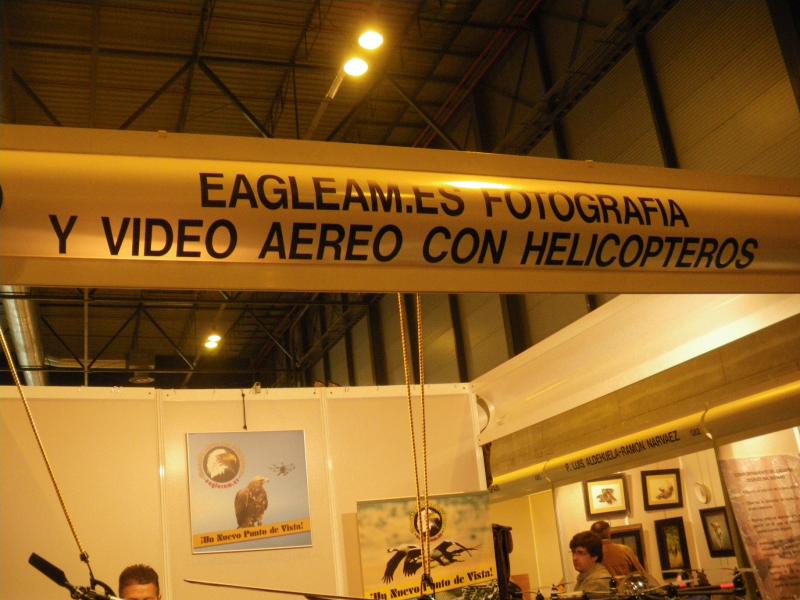 EAGLEAM.ES FOTOGRAFIA
Y VIDEO AEREO CON HELICOPTEROS
P. LUIS ALDEHUELA-RAMÓN NARVAEZ
eagleam.es
¡Un Nuevo Punto de Vista!
¡Un Nuevo Punto de Vista!